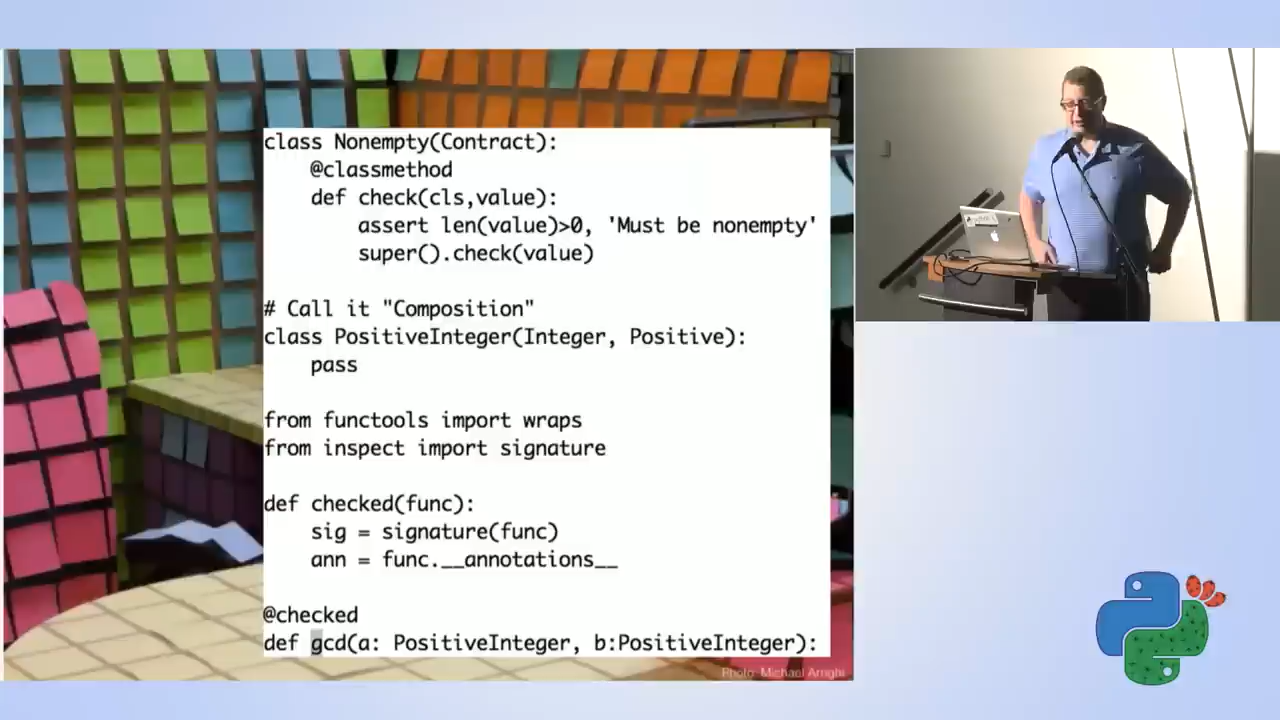 class Nonempty(Contract):
    @classmethod
    def check(cls,value):
        assert len(value)>0, 'Must be nonempty'
        super().check(value)

# Call it "Composition"
class PositiveInteger(Integer, Positive):
    pass

from functools import wraps
from inspect import signature

def checked(func):
    sig = signature(func)
    ann = func.__annotations__

@checked
def gcd(a: PositiveInteger, b:PositiveInteger):
Photo: Michael Arrighi